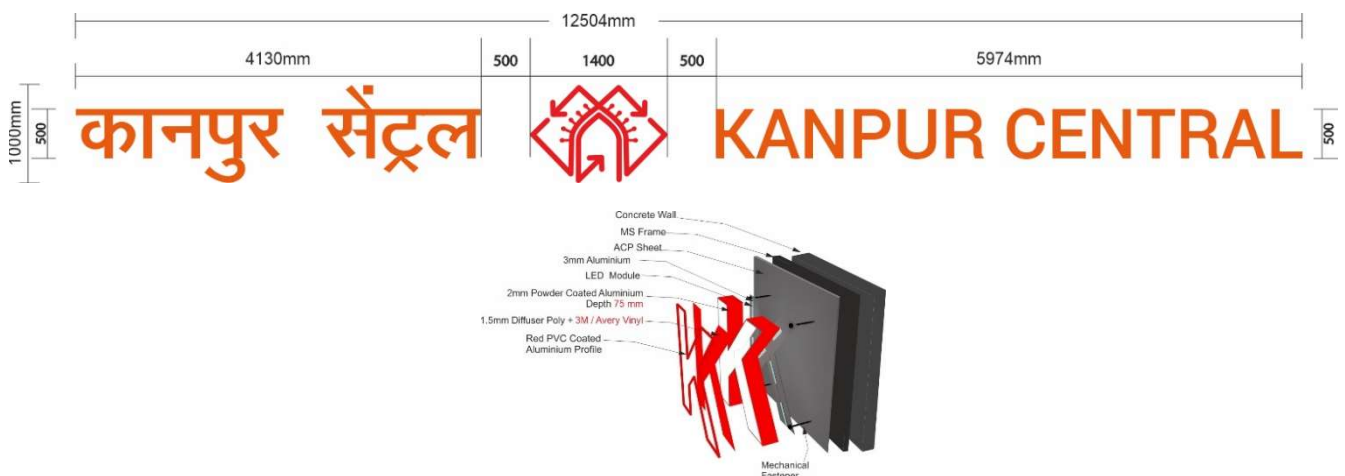 12504mm
4130mm 500 1400 500 5974mm
1000mm 500 कानपुर सेंट्रल KANPUR CENTRAL 500
Concrete Wall
MS Frame
ACP Sheet
3mm Aluminium
LED Module
2mm Powder Coated Aluminium
Depth 75 mm
1.5mm Diffuser Poly + 3M / Avery Vinyl
Red PVC Coated
Aluminium Profile
Mechanical
Fastener